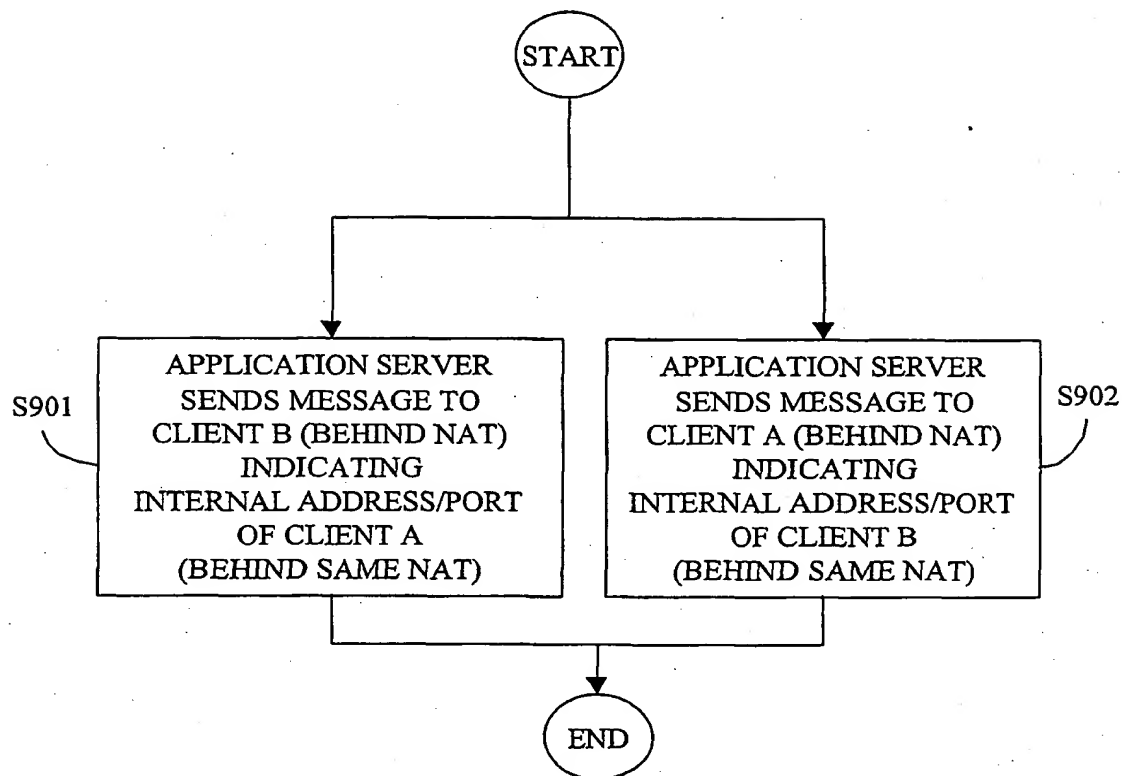 START
S901
APPLICATION SERVER
SENDS MESSAGE TO
CLIENT B (BEHIND NAT)
INDICATING
INTERNAL ADDRESS/PORT
OF CLIENT A
(BEHIND SAME NAT)
APPLICATION SERVER
SENDS MESSAGE TO
CLIENT A (BEHIND NAT)
INDICATING
INTERNAL ADDRESS/PORT
OF CLIENT B
(BEHIND SAME NAT)
S902
END